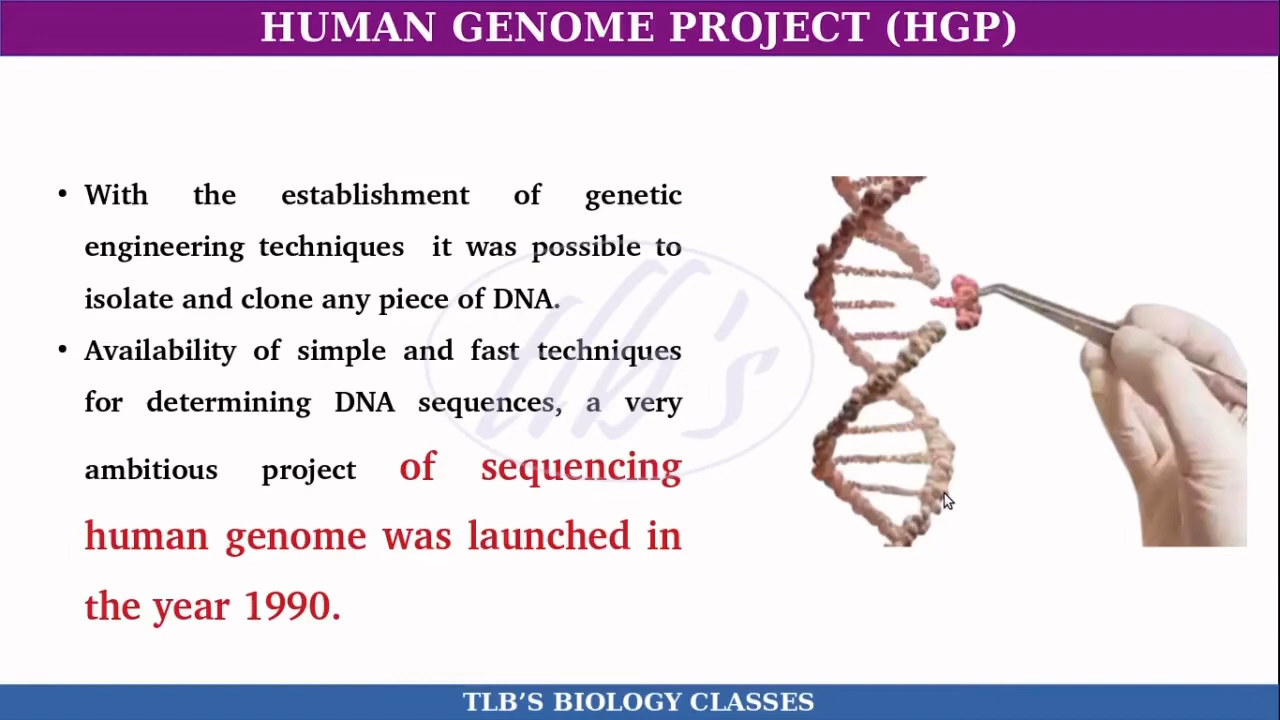 HUMAN GENOME PROJECT (HGP)
• With the establishment of genetic
engineering techniques it was possible to
isolate and clone any piece of DNA.
• Availability of simple and fast techniques
for determining DNA sequences, a very
ambitious project of sequencing
human genome was launched in
the year 1990.
tlb's
TLB’S BIOLOGY CLASSES